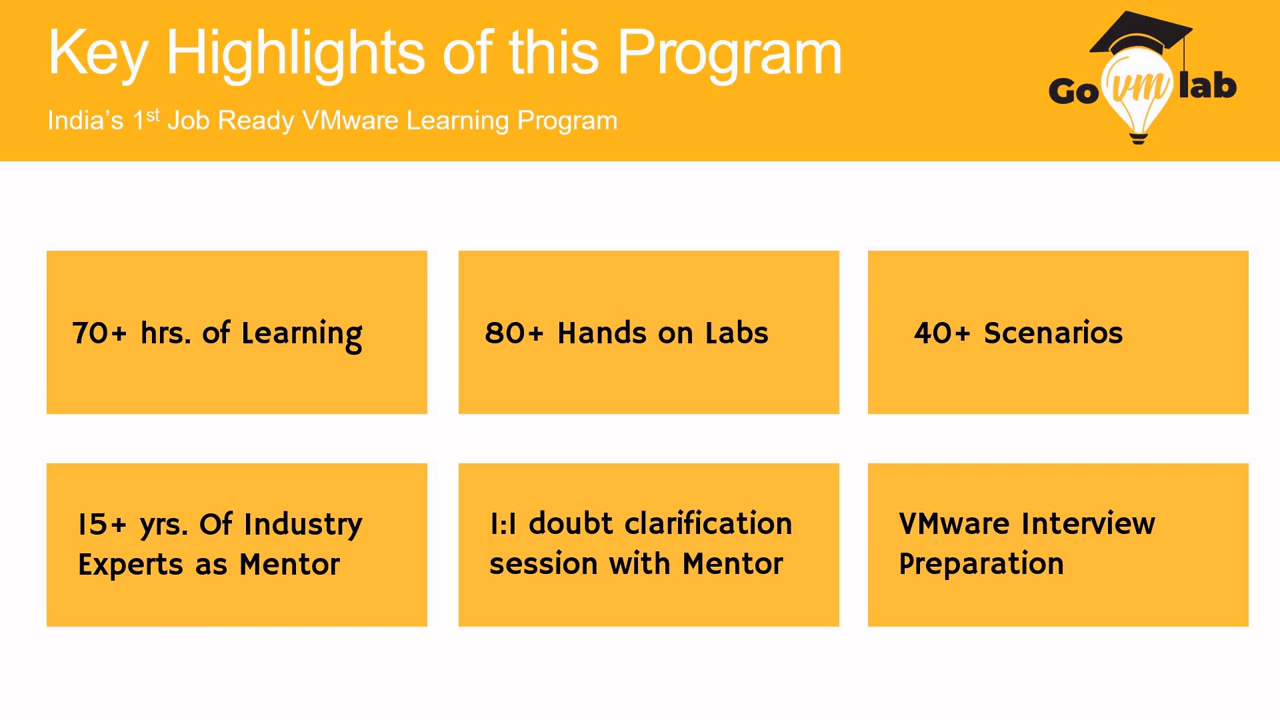 Key Highlights of this Program
India's 1st Job Ready VMware Learning Program
Go vm lab
70+ hrs. of Learning
80+ Hands on Labs
40+ Scenarios
15+ yrs. Of Industry
Experts as Mentor
1:1 doubt clarification
session with Mentor
VMware Interview
Preparation